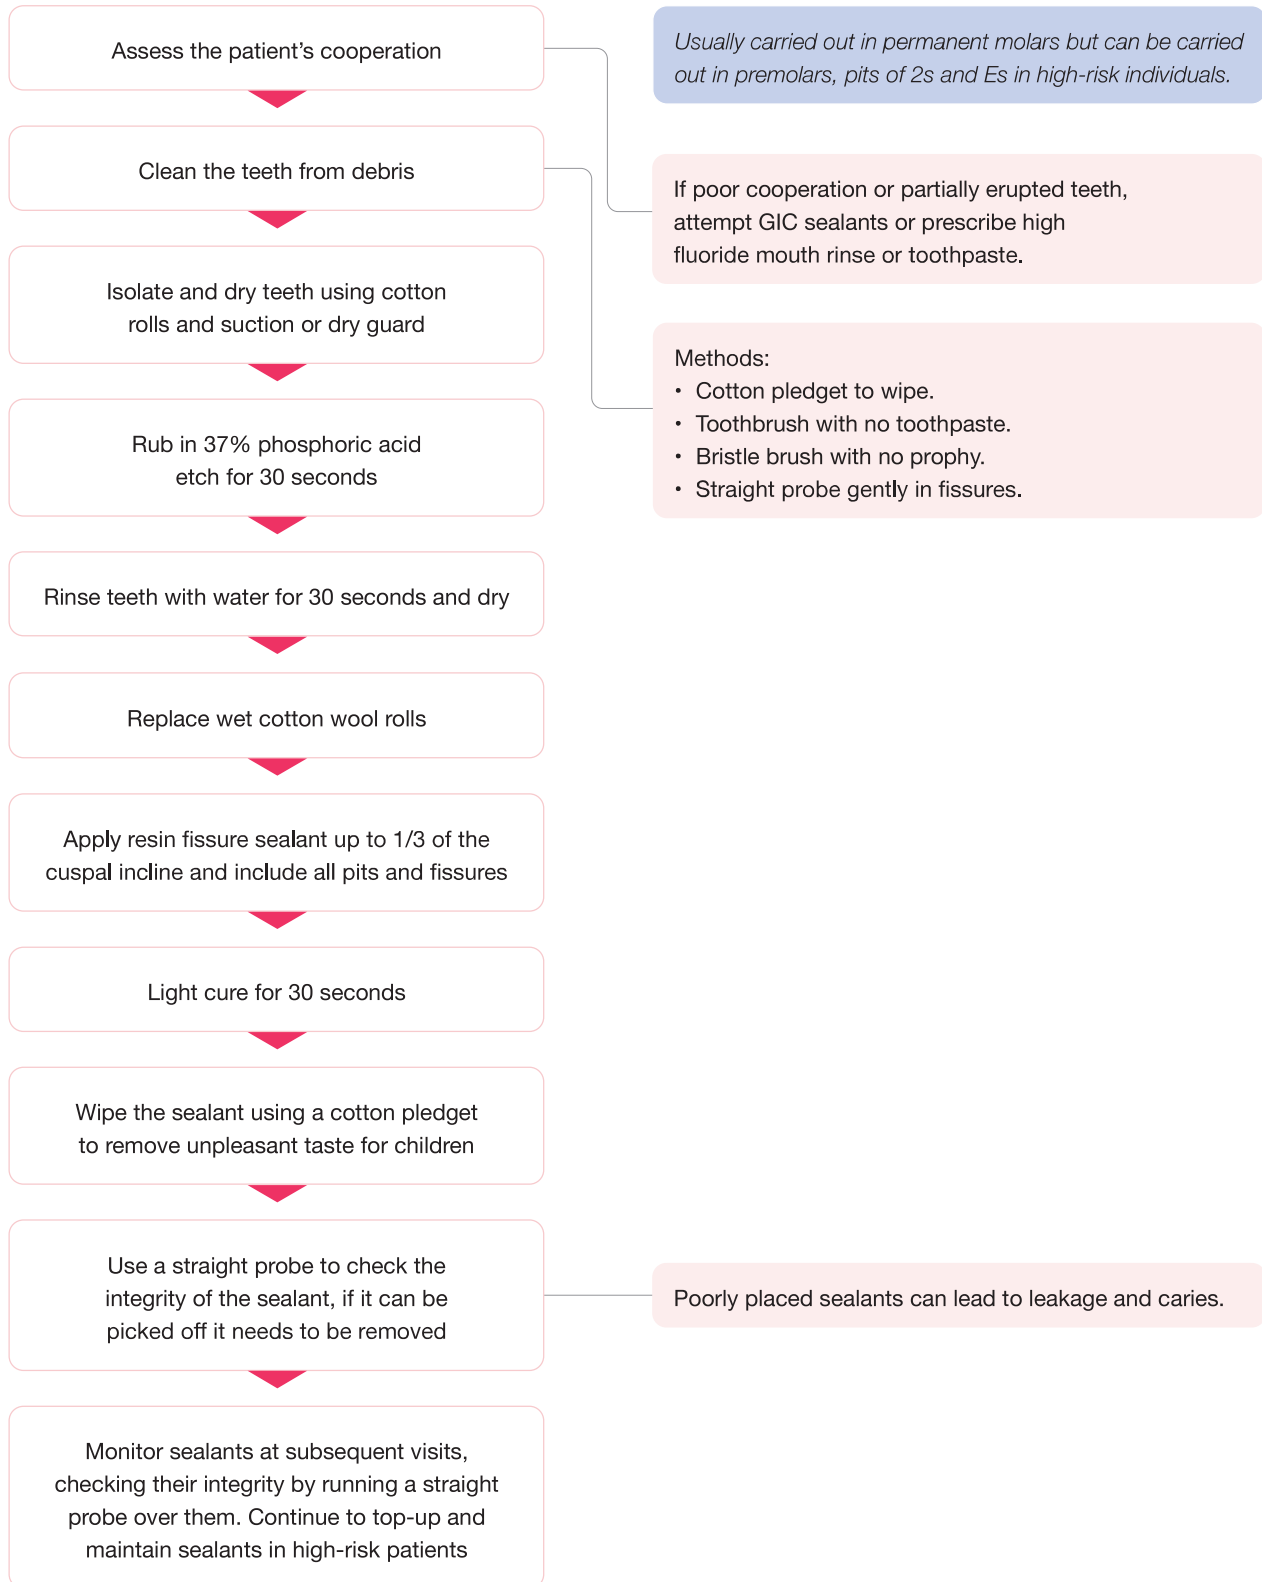 Assess the patient's cooperation
Usually carried out in permanent molars but can be carried
out in premolars, pits of 2s and Es in high-risk individuals.
Clean the teeth from debris
If poor cooperation or partially erupted teeth,
attempt GIC sealants or prescribe high
fluoride mouth rinse or toothpaste.
Isolate and dry teeth using cotton
rolls and suction or dry guard
Methods:
• Cotton pledget to wipe.
• Toothbrush with no toothpaste.
• Bristle brush with no prophy.
• Straight probe gently in fissures.
Rub in 37% phosphoric acid
etch for 30 seconds
Rinse teeth with water for 30 seconds and dry
Replace wet cotton wool rolls
Apply resin fissure sealant up to 1/3 of the
cuspal incline and include all pits and fissures
Light cure for 30 seconds
Wipe the sealant using a cotton pledget
to remove unpleasant taste for children
Use a straight probe to check the
integrity of the sealant, if it can be
picked off it needs to be removed
Poorly placed sealants can lead to leakage and caries.
Monitor sealants at subsequent visits,
checking their integrity by running a straight
probe over them. Continue to top-up and
maintain sealants in high-risk patients